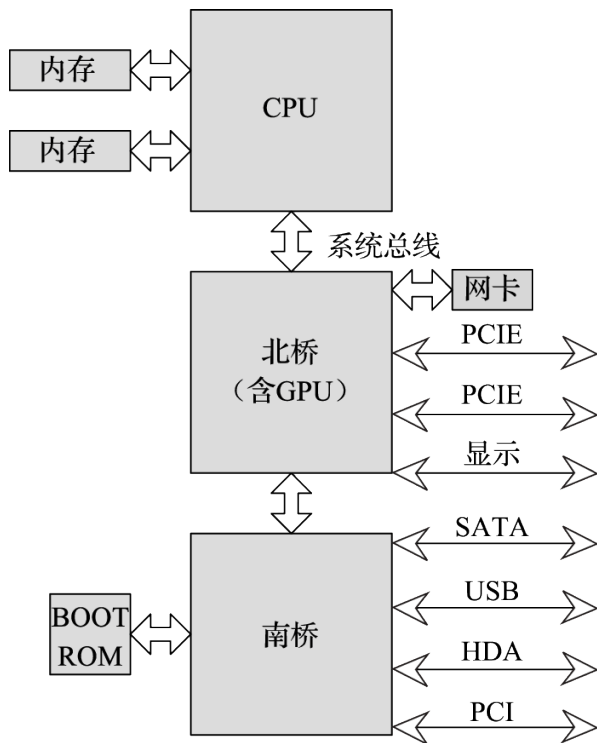 内存
CPU
内存
系统总线
网卡
北桥
（含GPU）
PCIE
PCIE
显示
SATA
USB
BOOT
ROM
南桥
HDA
PCI